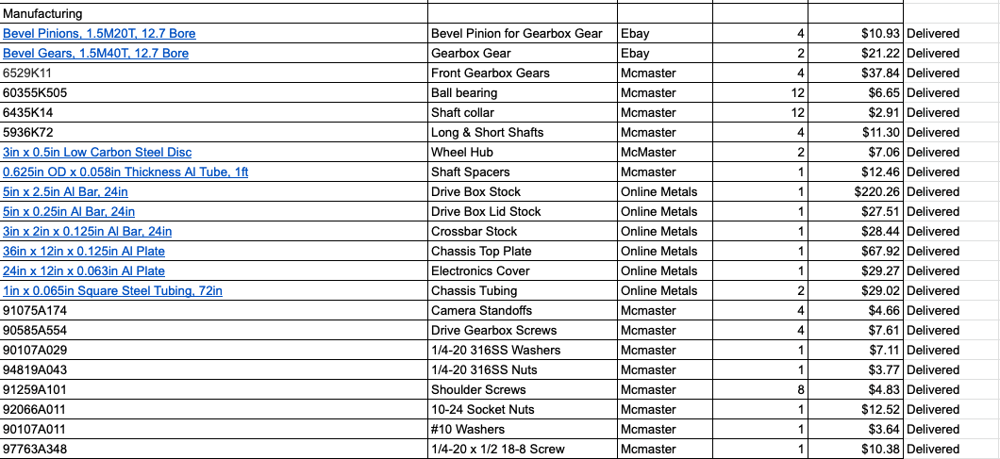 Manufacturing
Bevel Pinions, 1.5M20T, 12.7 Bore Bevel Pinion for Gearbox Gear Ebay 4 $10.93 Delivered
Bevel Gears, 1.5M40T, 12.7 Bore Gearbox Gear Ebay 2 $21.22 Delivered
6529K11 Front Gearbox Gears Mcmaster 4 $37.84 Delivered
60355K505 Ball bearing Mcmaster 12 $6.65 Delivered
6435K14 Shaft collar Mcmaster 12 $2.91 Delivered
5936K72 Long & Short Shafts Mcmaster 4 $11.30 Delivered
3in x 0.5in Low Carbon Steel Disc Wheel Hub McMaster 2 $7.06 Delivered
0.625in OD x 0.058in Thickness Al Tube, 1ft Shaft Spacers Mcmaster 1 $12.46 Delivered
5in x 2.5in Al Bar, 24in Drive Box Stock Online Metals 1 $220.26 Delivered
5in x 0.25in Al Bar, 24in Drive Box Lid Stock Online Metals 1 $27.51 Delivered
3in x 2in x 0.125in Al Bar, 24in Crossbar Stock Online Metals 1 $28.44 Delivered
36in x 12in x 0.125in Al Plate Chassis Top Plate Online Metals 1 $67.92 Delivered
24in x 12in x 0.063in Al Plate Electronics Cover Online Metals 1 $29.27 Delivered
1in x 0.065in Square Steel Tubing, 72in Chassis Tubing Online Metals 2 $29.02 Delivered
91075A174 Camera Standoffs Mcmaster 4 $4.66 Delivered
90585A554 Drive Gearbox Screws Mcmaster 4 $7.61 Delivered
90107A029 1/4-20 316SS Washers Mcmaster 1 $7.11 Delivered
94819A043 1/4-20 316SS Nuts Mcmaster 1 $3.77 Delivered
91259A101 Shoulder Screws Mcmaster 8 $4.83 Delivered
92066A011 10-24 Socket Nuts Mcmaster 1 $12.52 Delivered
90107A011 #10 Washers Mcmaster 1 $3.64 Delivered
97763A348 1/4-20 x 1/2 18-8 Screw Mcmaster 1 $10.38 Delivered